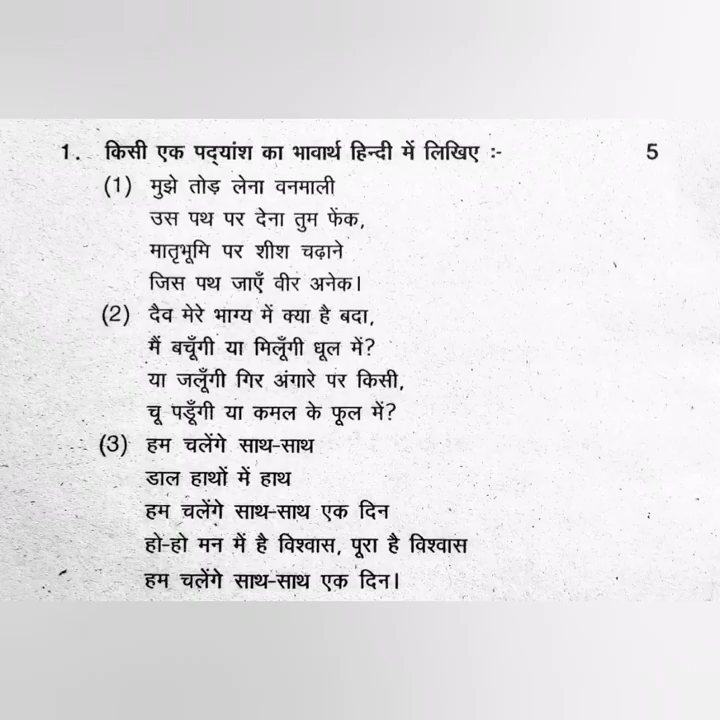 1. किसी एक पद्यांश का भावार्थ हिन्दी में लिखिए :- 5
(1) मुझे तोड़ लेना वनमाली
उस पथ पर देना तुम फेंक,
मातृभूमि पर शीश चढ़ाने
जिस पथ जाएँ वीर अनेक।
(2) दैव मेरे भाग्य में क्या है बदा,
मैं बचूँगी या मिलूँगी धूल में?
या जलूँगी गिर अंगारे पर किसी,
चू पडूँगी या कमल के फूल में?
(3) हम चलेंगे साथ-साथ
डाल हाथों में हाथ
हम चलेंगे साथ-साथ एक दिन
हो-हो मन में है विश्वास, पूरा है विश्वास
हम चलेंगे साथ-साथ एक दिन।